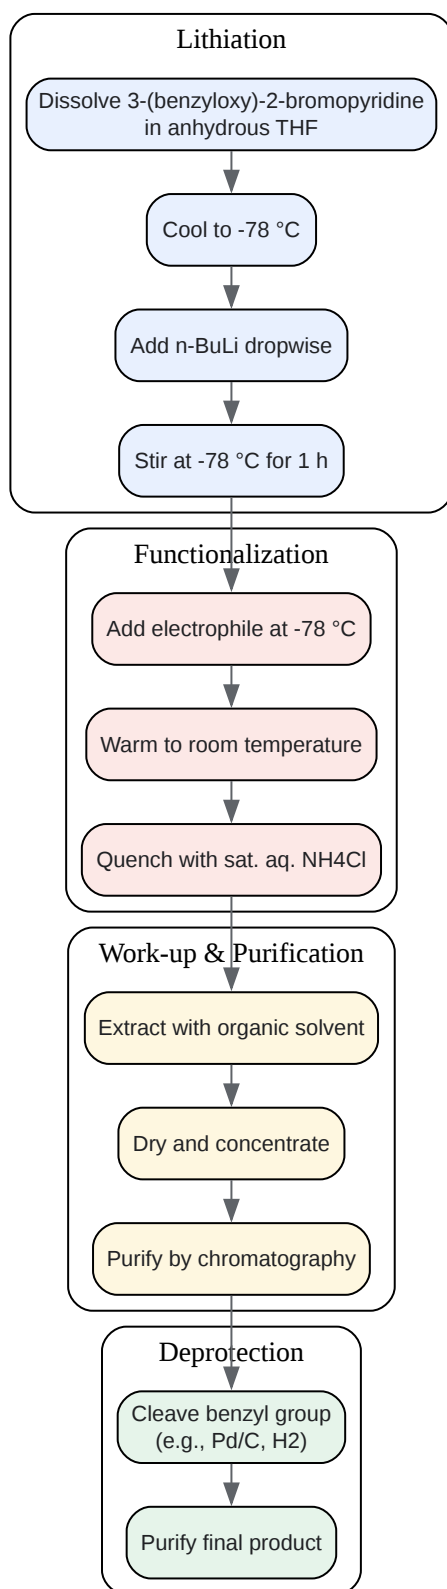 Lithiation
Dissolve 3-(benzyloxy)-2-bromopyridine
in anhydrous THF
Cool to -78 °C
Add n-BuLi dropwise
Stir at -78 °C for 1 h
Functionalization
Add electrophile at -78 °C
Warm to room temperature
Quench with sat. aq. NH4Cl
Work-up & Purification
Extract with organic solvent
Dry and concentrate
Purify by chromatography
Deprotection
Cleave benzyl group
(e.g., Pd/C, H2)
Purify final product